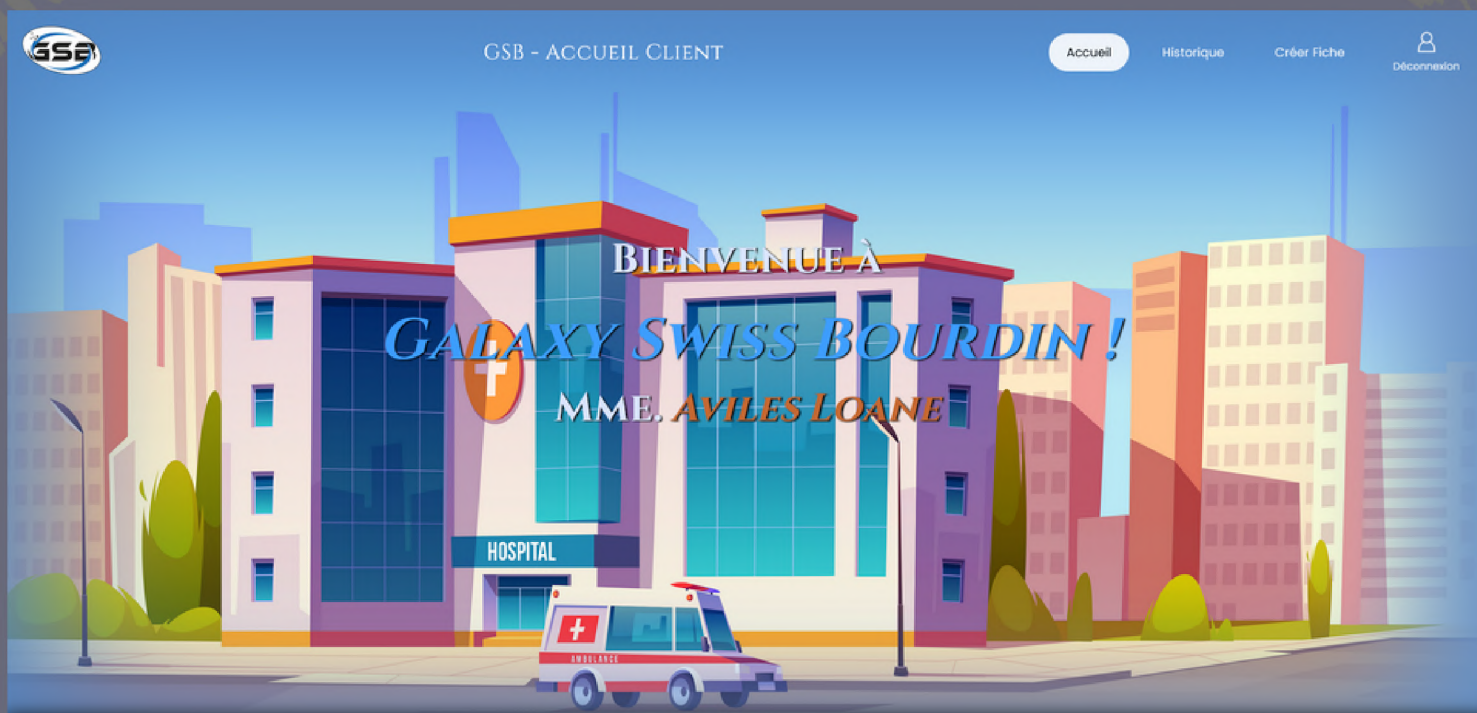 GSB
GSB - Accueil Client
Accueil
Historique
Créer Fiche
Déconnexion
Bienvenue à
Galaxy Swiss Bourdin !
Mme. Aviles Loane
HOSPITAL
AMBULANCE